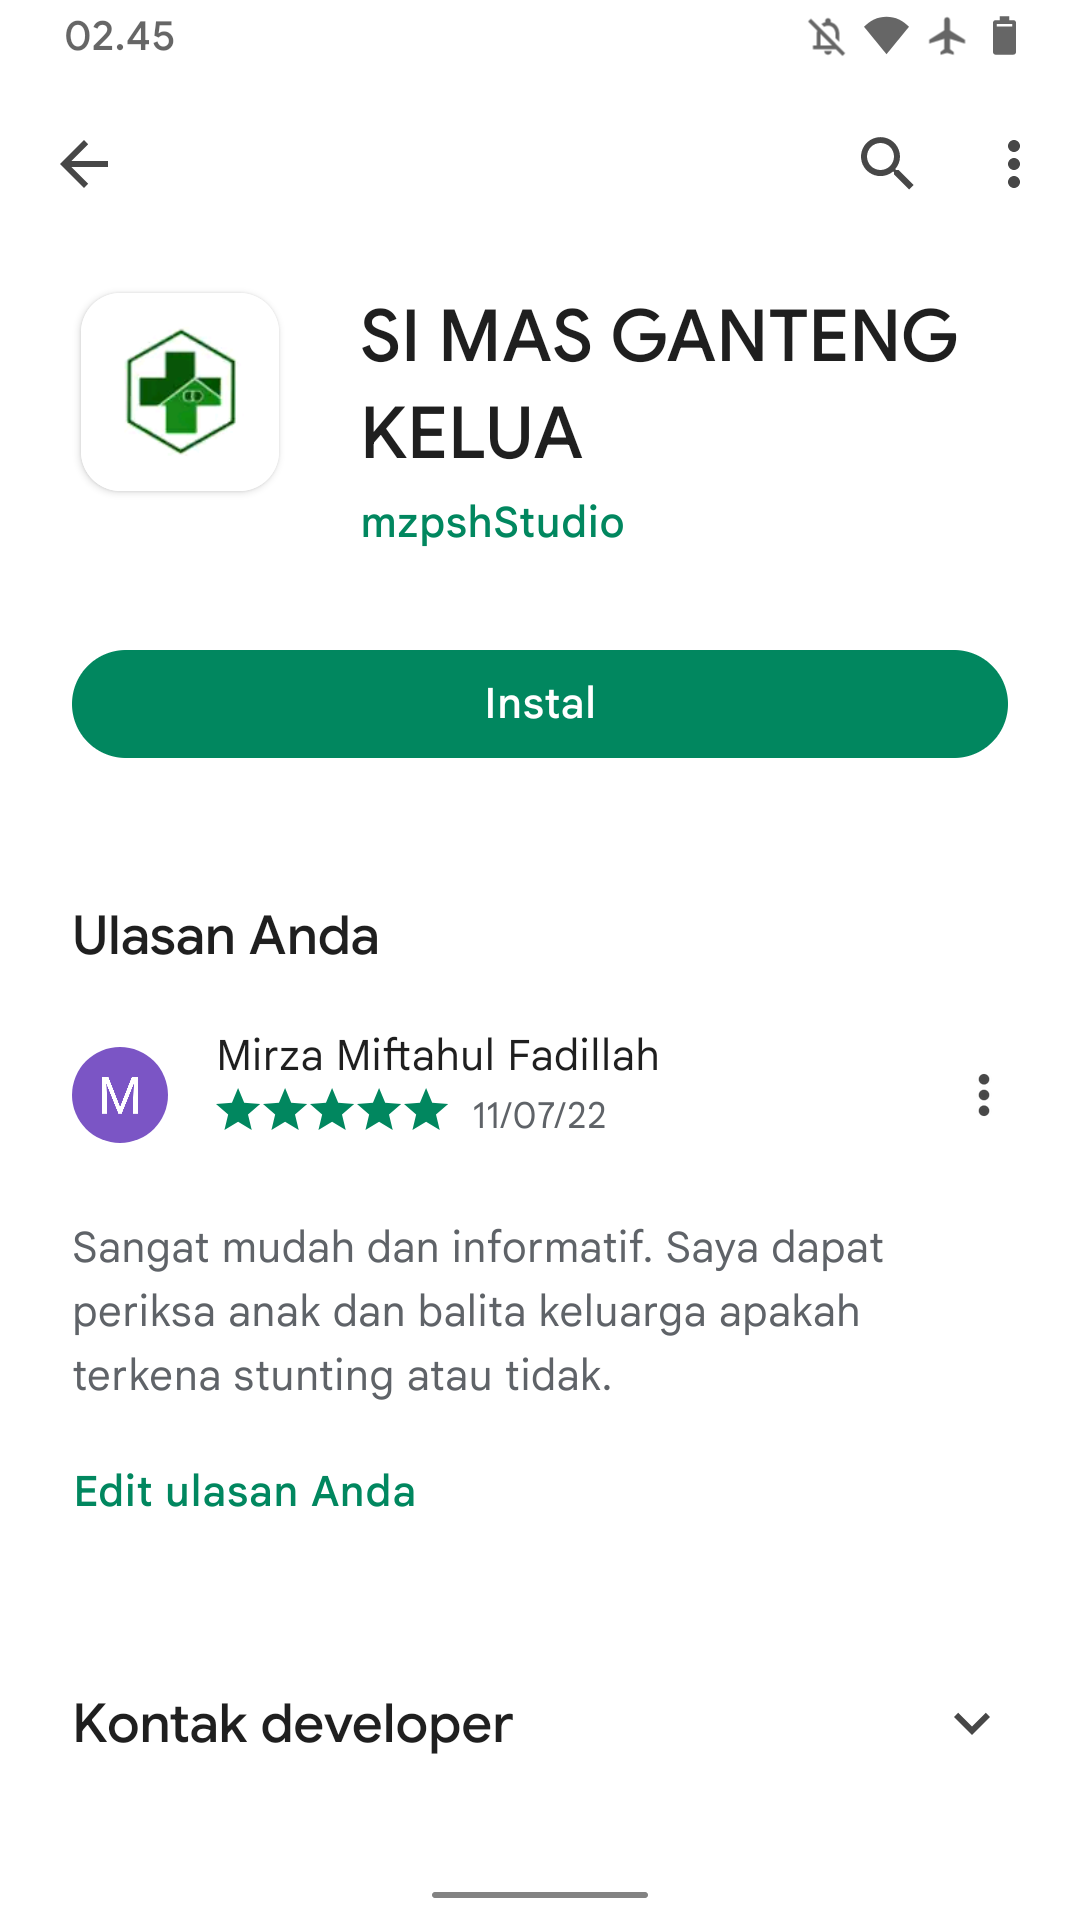 02.45
SI MAS GANTENG
KELUA
mzpshStudio
Instal
Ulasan Anda
M
Mirza Miftahul Fadillah
11/07/22
Sangat mudah dan informatif. Saya dapat
periksa anak dan balita keluarga apakah
terkena stunting atau tidak.
Edit ulasan Anda
Kontak developer